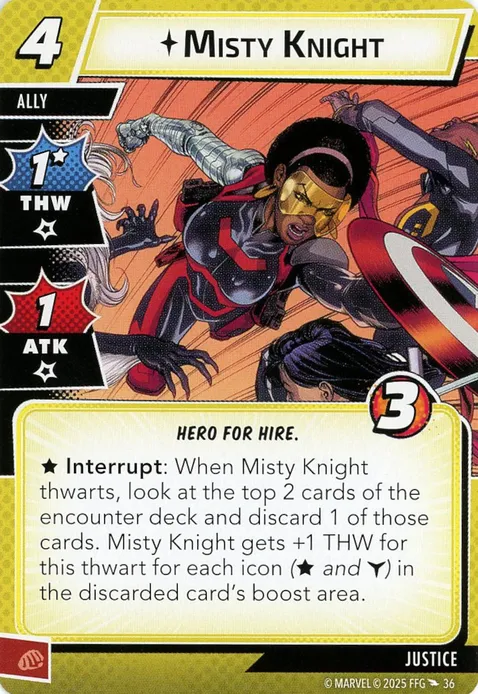 4
MISTY KNIGHT
ALLY
1★
THW
1
ATK
3
HERO FOR HIRE.
★ Interrupt: When Misty Knight
thwarts, look at the top 2 cards of the
encounter deck and discard 1 of those
cards. Misty Knight gets +1 THW for
this thwart for each icon (★ and ) in
the discarded card's boost area.
JUSTICE
© MARVEL © 2025 FFG 36